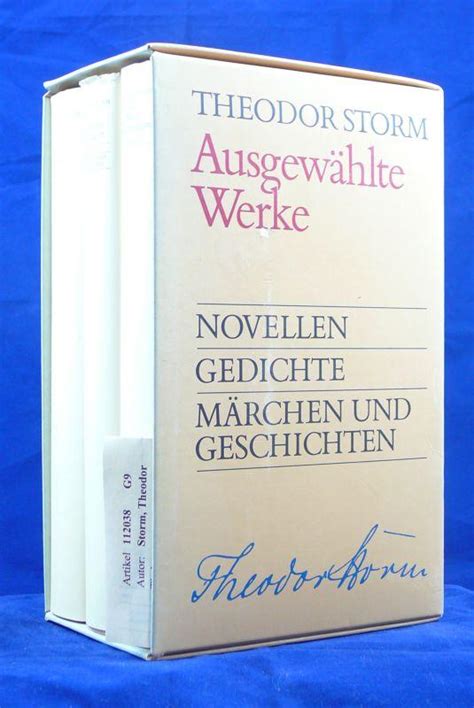 THEODOR STORM
Ausgewählte
Werke
NOVELLEN
GEDICHTE
MÄRCHEN UND
GESCHICHTEN
Theodor Storm
Artikel 112038 G9
Autor: Storm, Theodor